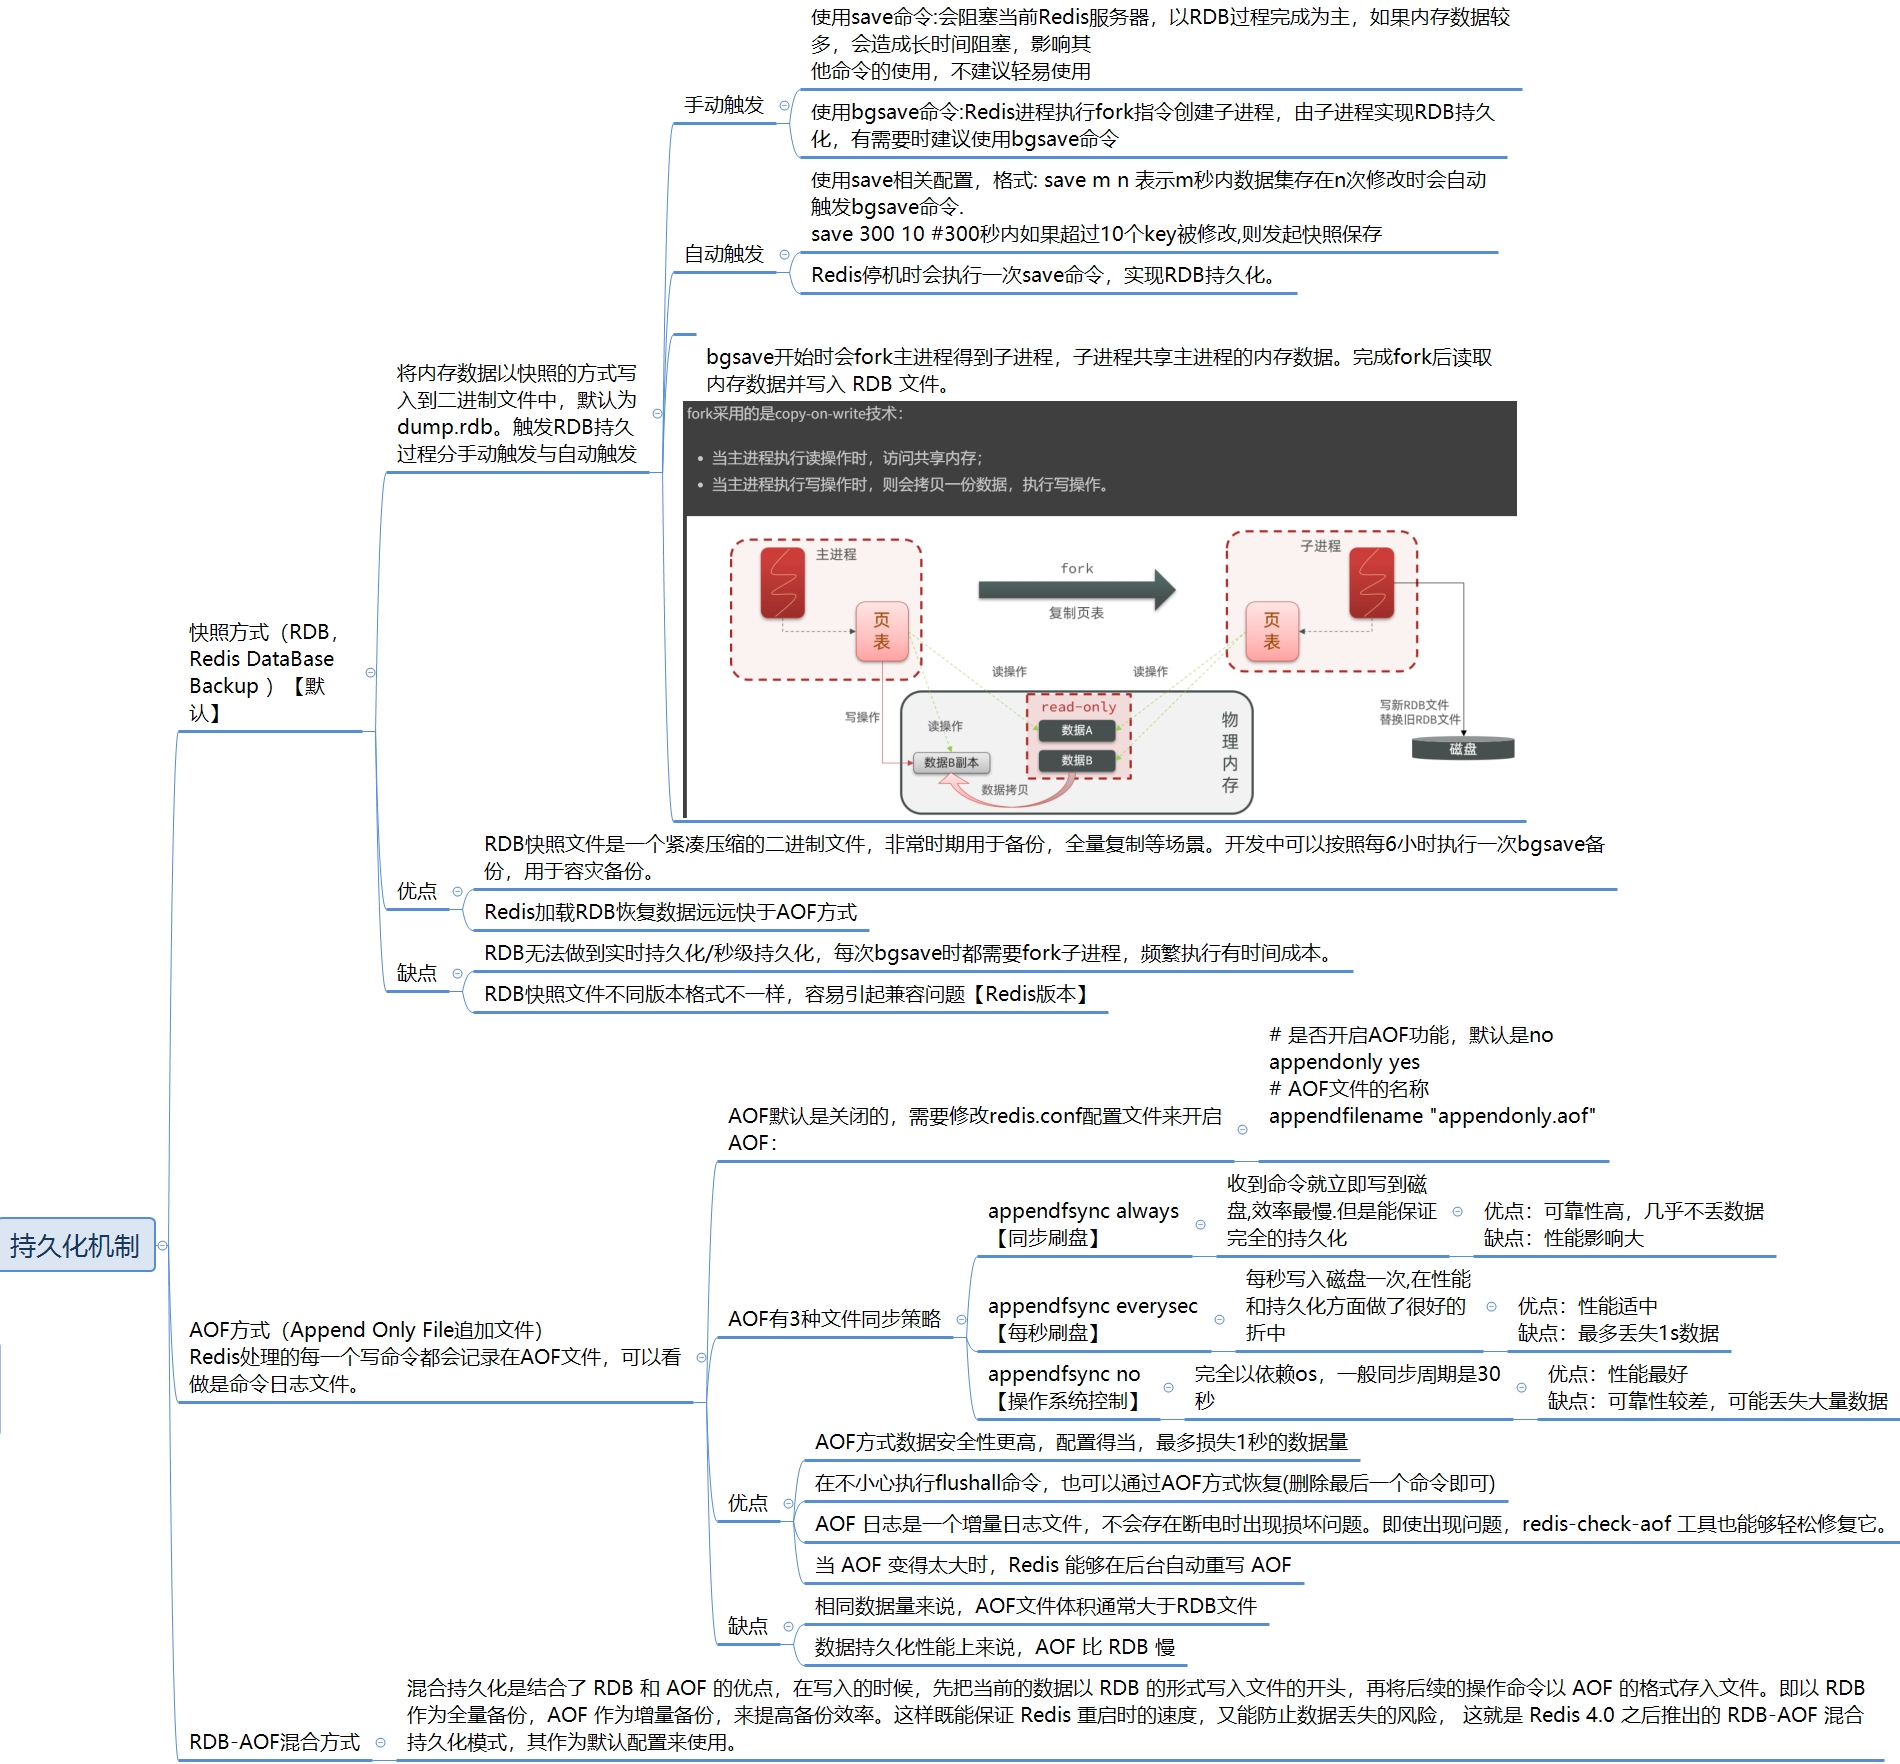 持久化机制
快照方式（RDB，
Redis DataBase
Backup ）【默
认】
将内存数据以快照的方式写
入到二进制文件中，默认为
dump.rdb。触发RDB持久
过程分手动触发与自动触发
手动触发
使用save命令:会阻塞当前Redis服务器，以RDB过程完成为主，如果内存数据较
多，会造成长时间阻塞，影响其
他命令的使用，不建议轻易使用
使用bgsave命令:Redis进程执行fork指令创建子进程，由子进程实现RDB持久
化，有需要时建议使用bgsave命令
自动触发
使用save相关配置，格式: save m n 表示m秒内数据集存在n次修改时会自动
触发bgsave命令.
save 300 10 #300秒内如果超过10个key被修改,则发起快照保存
Redis停机时会执行一次save命令，实现RDB持久化。
bgsave开始时会fork主进程得到子进程，子进程共享主进程的内存数据。完成fork后读取
内存数据并写入 RDB 文件。
fork采用的是copy-on-write技术：
• 当主进程执行读操作时，访问共享内存；
• 当主进程执行写操作时，则会拷贝一份数据，执行写操作。
主进程
页
表
fork
复制页表
子进程
页
表
读操作
读操作
写操作
读操作
read-only
数据A
数据B
数据B副本
数据拷贝
物
理
内
存
写新RDB文件
替换旧RDB文件
磁盘
优点
RDB快照文件是一个紧凑压缩的二进制文件，非常时期用于备份，全量复制等场景。开发中可以按照每6小时执行一次bgsave备
份，用于容灾备份。
Redis加载RDB恢复数据远远快于AOF方式
缺点
RDB无法做到实时持久化/秒级持久化，每次bgsave时都需要fork子进程，频繁执行有时间成本。
RDB快照文件不同版本格式不一样，容易引起兼容问题【Redis版本】
AOF方式（Append Only File追加文件）
Redis处理的每一个写命令都会记录在AOF文件，可以看
做是命令日志文件。
AOF默认是关闭的，需要修改redis.conf配置文件来开启
AOF：
# 是否开启AOF功能，默认是no
appendonly yes
# AOF文件的名称
appendfilename "appendonly.aof"
AOF有3种文件同步策略
appendfsync always
【同步刷盘】
收到命令就立即写到磁
盘,效率最慢.但是能保证
完全的持久化
优点：可靠性高，几乎不丢数据
缺点：性能影响大
appendfsync everysec
【每秒刷盘】
每秒写入磁盘一次,在性能
和持久化方面做了很好的
折中
优点：性能适中
缺点：最多丢失1s数据
appendfsync no
【操作系统控制】
完全以依赖os，一般同步周期是30
秒
优点：性能最好
缺点：可靠性较差，可能丢失大量数据
优点
AOF方式数据安全性更高，配置得当，最多损失1秒的数据量
在不小心执行flushall命令，也可以通过AOF方式恢复(删除最后一个命令即可)
AOF 日志是一个增量日志文件，不会存在断电时出现损坏问题。即使出现问题，redis-check-aof 工具也能够轻松修复它。
当 AOF 变得太大时，Redis 能够在后台自动重写 AOF
缺点
相同数据量来说，AOF文件体积通常大于RDB文件
数据持久化性能上来说，AOF 比 RDB 慢
RDB-AOF混合方式
混合持久化是结合了 RDB 和 AOF 的优点，在写入的时候，先把当前的数据以 RDB 的形式写入文件的开头，再将后续的操作命令以 AOF 的格式存入文件。即以 RDB
作为全量备份，AOF 作为增量备份，来提高备份效率。这样既能保证 Redis 重启时的速度，又能防止数据丢失的风险， 这就是 Redis 4.0 之后推出的 RDB-AOF 混合
持久化模式，其作为默认配置来使用。